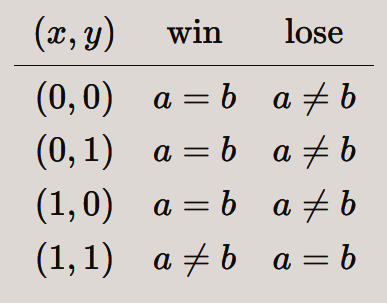 (x, y) win lose
(0, 0) a = b a ≠ b
(0, 1) a = b a ≠ b
(1, 0) a = b a ≠ b
(1, 1) a ≠ b a = b